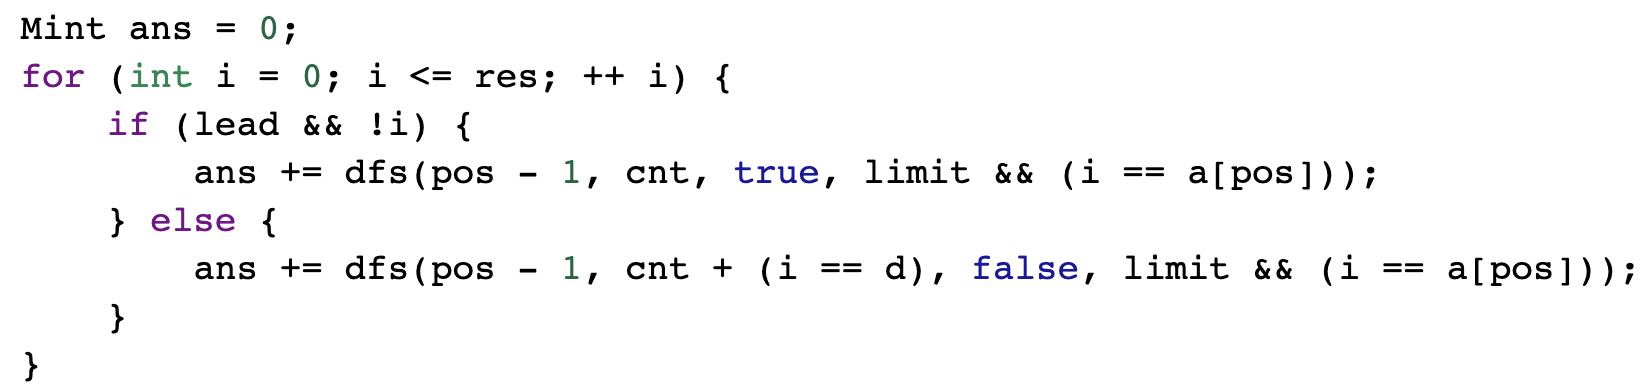 Mint ans = 0;
for (int i = 0; i <= res; ++ i) {
    if (lead && !i) {
        ans += dfs(pos - 1, cnt, true, limit && (i == a[pos]));
    } else {
        ans += dfs(pos - 1, cnt + (i == d), false, limit && (i == a[pos]));
    }
}